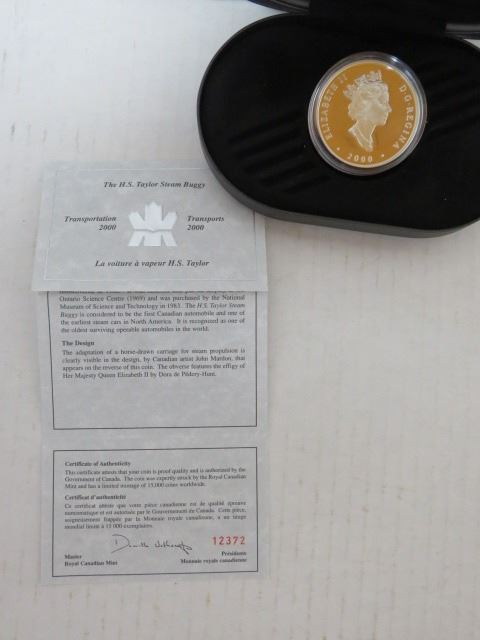 ELIZABETH II D·G·REGINA
• 2000 •
The H.S. Taylor Steam Buggy
Transportation Transports
2000 2000
La voiture à vapeur H.S. Taylor
Ontario Science Centre (1969) and was purchased by the National
Museum of Science and Technology in 1983. The H.S. Taylor Steam
Buggy is considered to be the first Canadian automobile and one of
the earliest steam cars in North America. It is recognized as one of
the oldest surviving operable automobiles in the world.
The Design
The adaptation of a horse-drawn carriage for steam propulsion is
clearly visible in the design, by Canadian artist John Mardon, that
appears on the reverse of this coin. The obverse features the effigy of
Her Majesty Queen Elizabeth II by Dora de Pédery-Hunt.
Certificate of Authenticity
This certificate attests that your coin is proof quality and is authorized by the
Government of Canada. The coin was expertly struck by the Royal Canadian
Mint and has a limited mintage of 15,000 coins worldwide.
Certificat d'authenticité
Ce certificat atteste que votre pièce canadienne est de qualité épreuve
numismatique et est autorisée par le Gouvernement du Canada. Cette pièce,
soigneusement frappée par la Monnaie royale canadienne, a un tirage
mondial limité à 15 000 exemplaires.
12372
Master Présidente
Royal Canadian Mint Monnaie royale canadienne